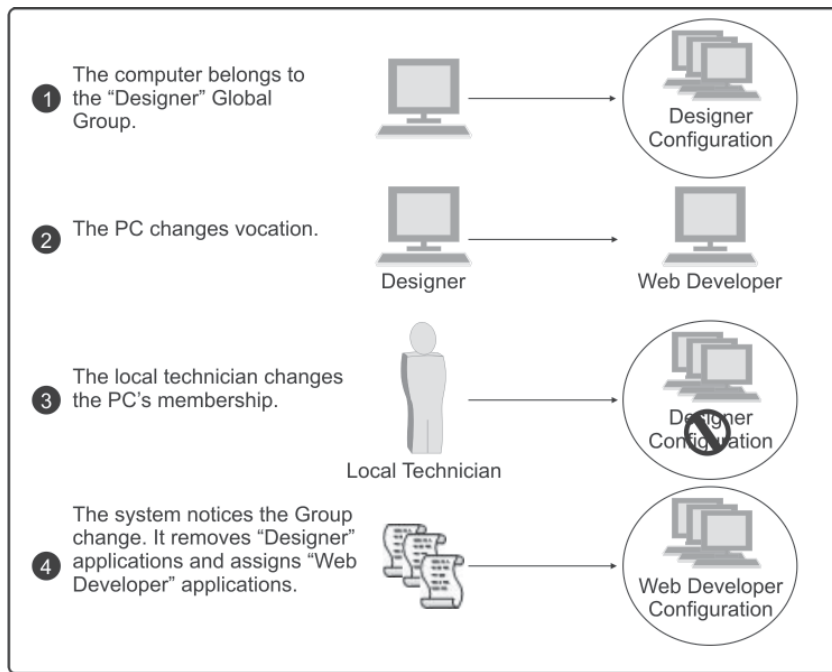 1
The computer belongs to
the “Designer” Global
Group.
Designer
Configuration
2
The PC changes vocation.
Designer
Web Developer
3
The local technician changes
the PC’s membership.
Local Technician
Designer
Configuration
4
The system notices the Group
change. It removes “Designer”
applications and assigns “Web
Developer” applications.
Web Developer
Configuration